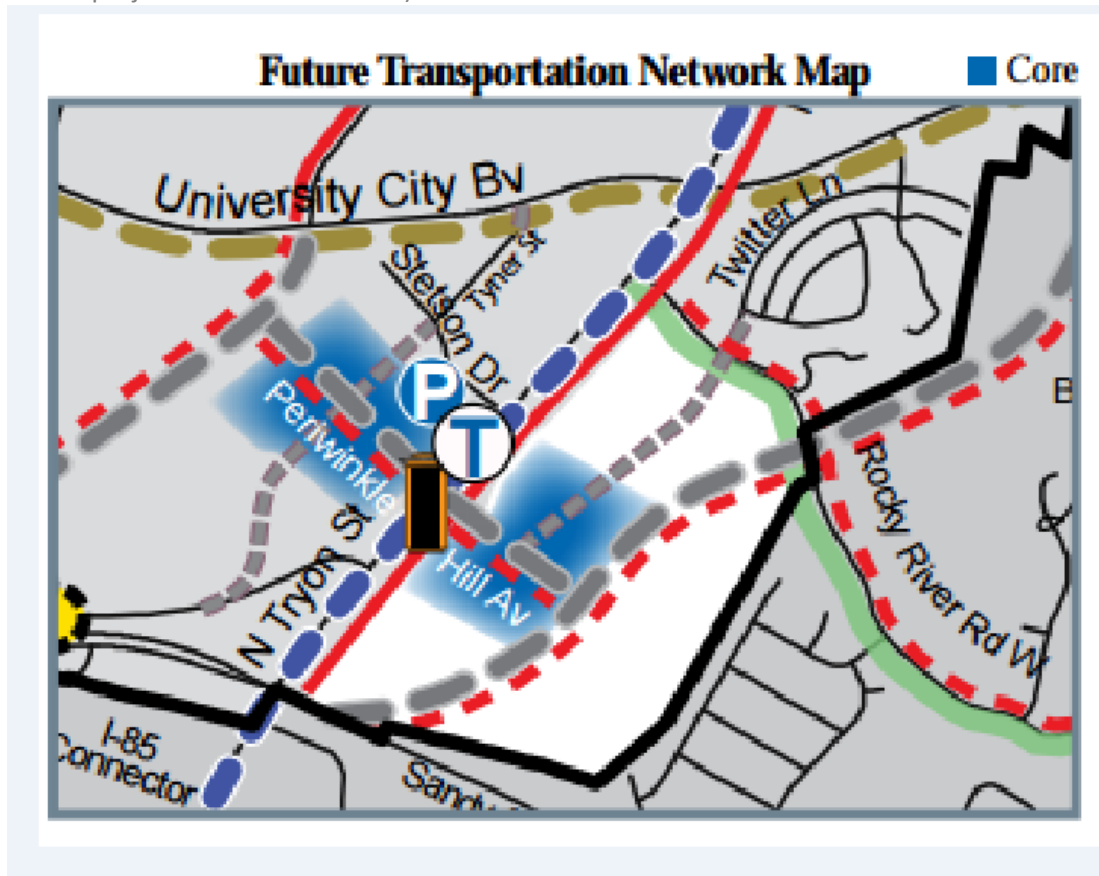 Future Transportation Network Map
Core
University City Bv
Twitter Ln
Stetson Dr
Tyner St
P
T
Periwinkle
Hill Av
N Tryon St
Rocky River Rd W
B
I-85
Connector
Sandy